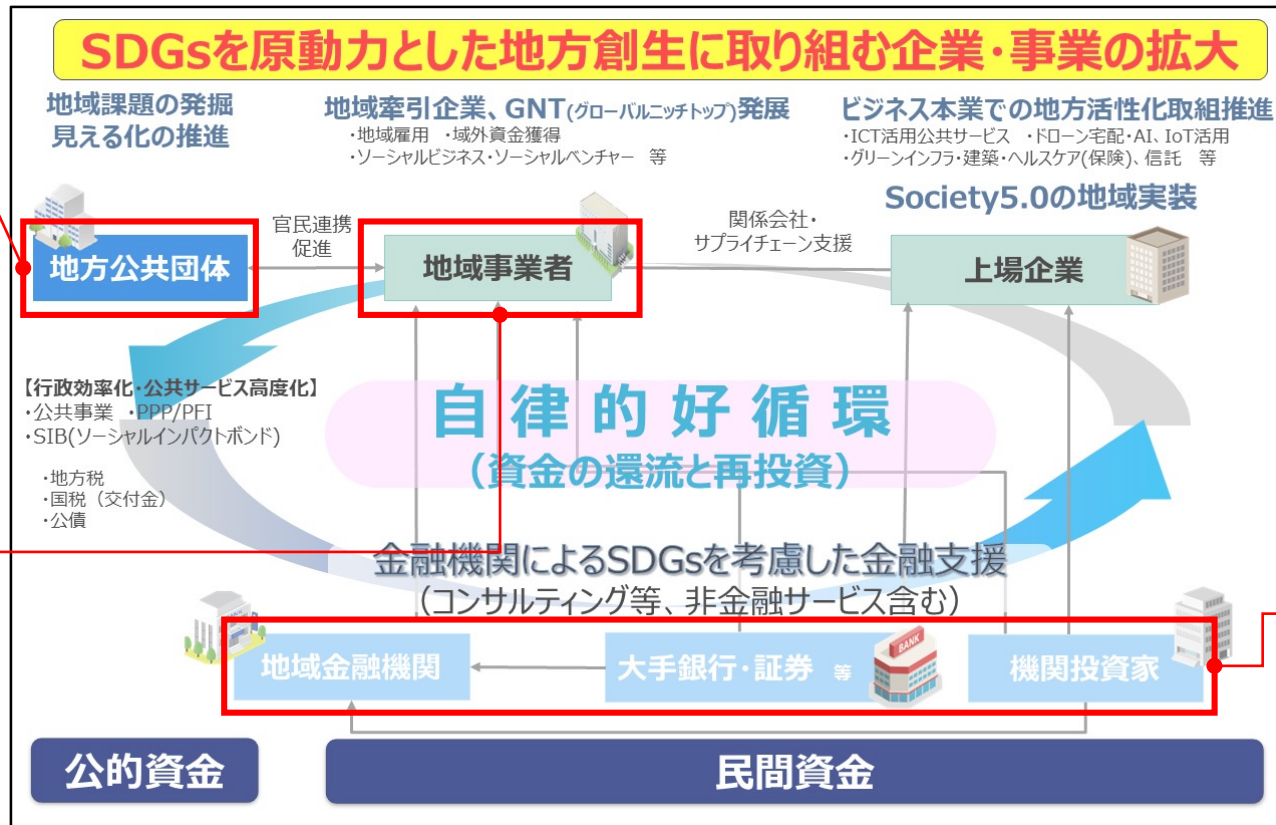 SDGsを原動力とした地方創生に取り組む企業・事業の拡大
地域課題の発掘
見える化の推進
地域牽引企業、GNT(グローバルニッチトップ)発展
・地域雇用 ・域外資金獲得
・ソーシャルビジネス・ソーシャルベンチャー 等
ビジネス本業での地方活性化取組推進
・ICT活用公共サービス ・ドローン宅配・AI、IoT活用
・グリーンインフラ・建築・ヘルスケア(保険)、信託 等
Society5.0の地域実装
地方公共団体
官民連携
促進
地域事業者
関係会社・
サプライチェーン支援
上場企業
【行政効率化・公共サービス高度化】
・公共事業 ・PPP/PFI
・SIB(ソーシャルインパクトボンド)
・地方税
・国税（交付金）
・公債
自律的好循環
（資金の還流と再投資）
金融機関によるSDGsを考慮した金融支援
（コンサルティング等、非金融サービス含む）
地域金融機関
大手銀行・証券 等
BANK
機関投資家
公的資金
民間資金